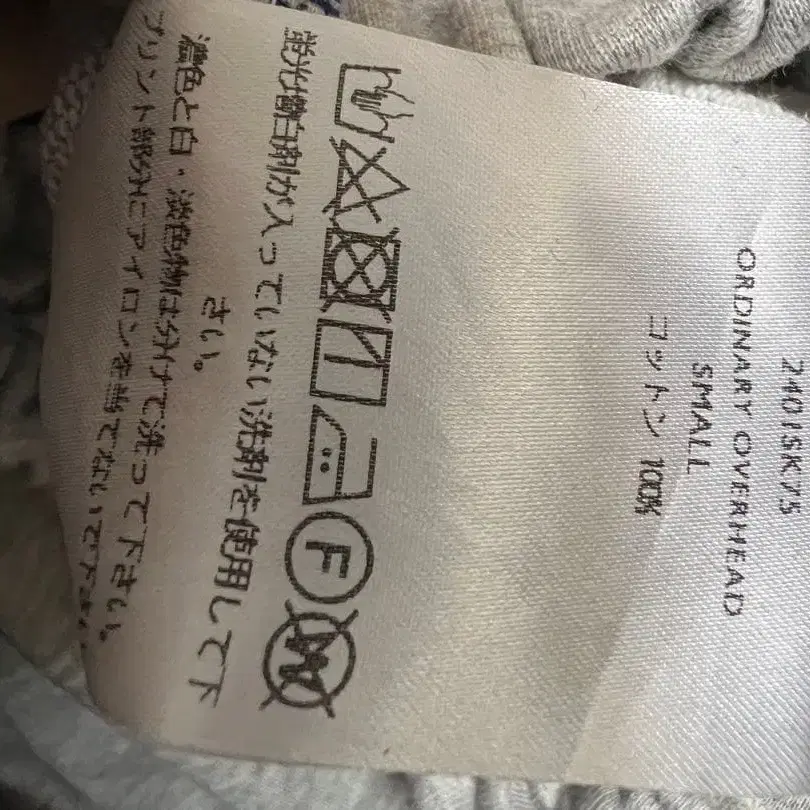 2401SK75
ORDINARY OVERHEAD
SMALL
コットン 100%
F
W
蛍光増白剤が入っていない洗剤を使用して下
さい。
濃色と白・淡色物は分けて洗って下さい。
プリント部分にアイロンを当てないで下さい。